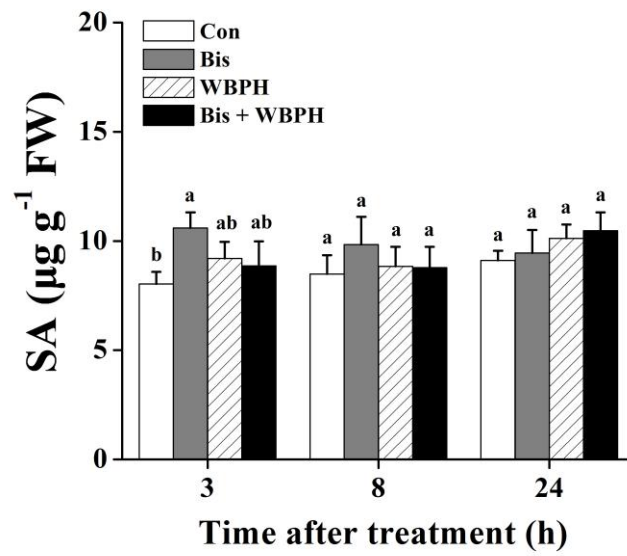 20
15
10
5
0
SA (µg g⁻¹ FW)
Con
Bis
WBPH
Bis + WBPH
b a ab ab
a a a a
a a a a
3 8 24
Time after treatment (h)